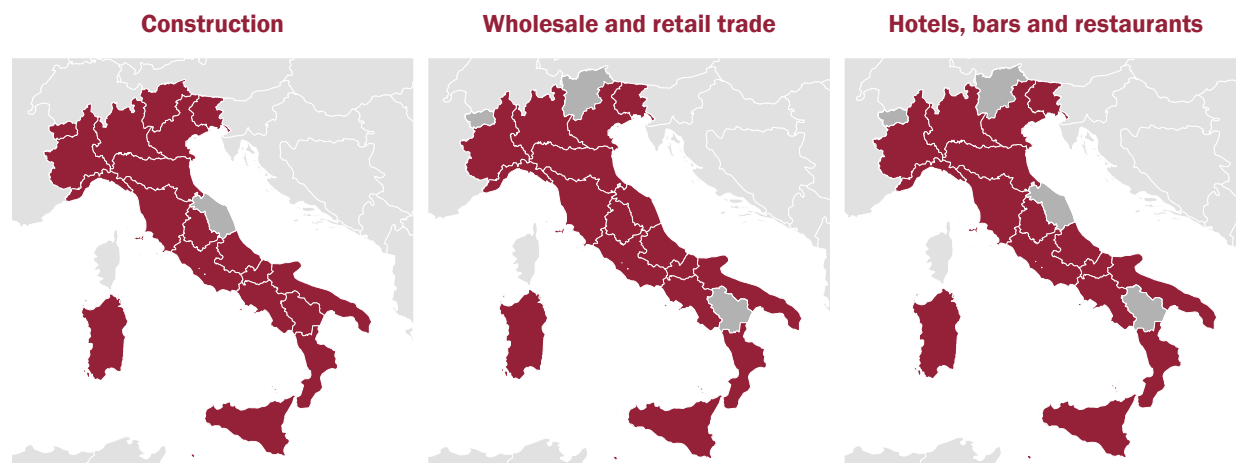 Construction
Wholesale and retail trade
Hotels, bars and restaurants